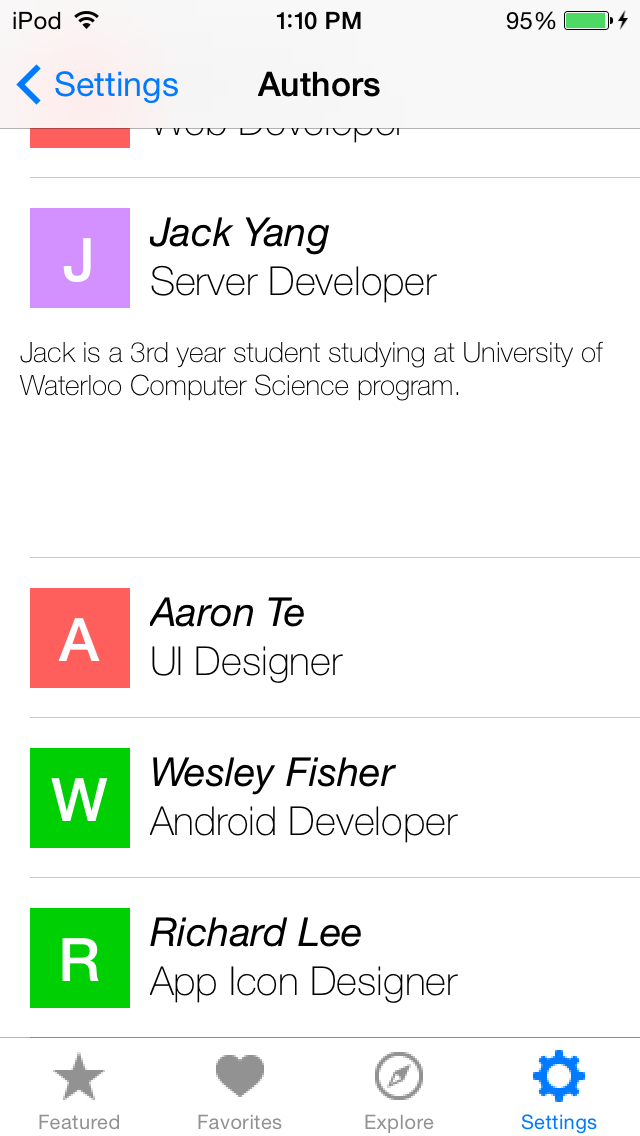 iPod 1:10 PM 95%
Settings Authors
Web Developer
J
Jack Yang
Server Developer
Jack is a 3rd year student studying at University of
Waterloo Computer Science program.
A
Aaron Te
UI Designer
W
Wesley Fisher
Android Developer
R
Richard Lee
App Icon Designer
Featured Favorites Explore Settings